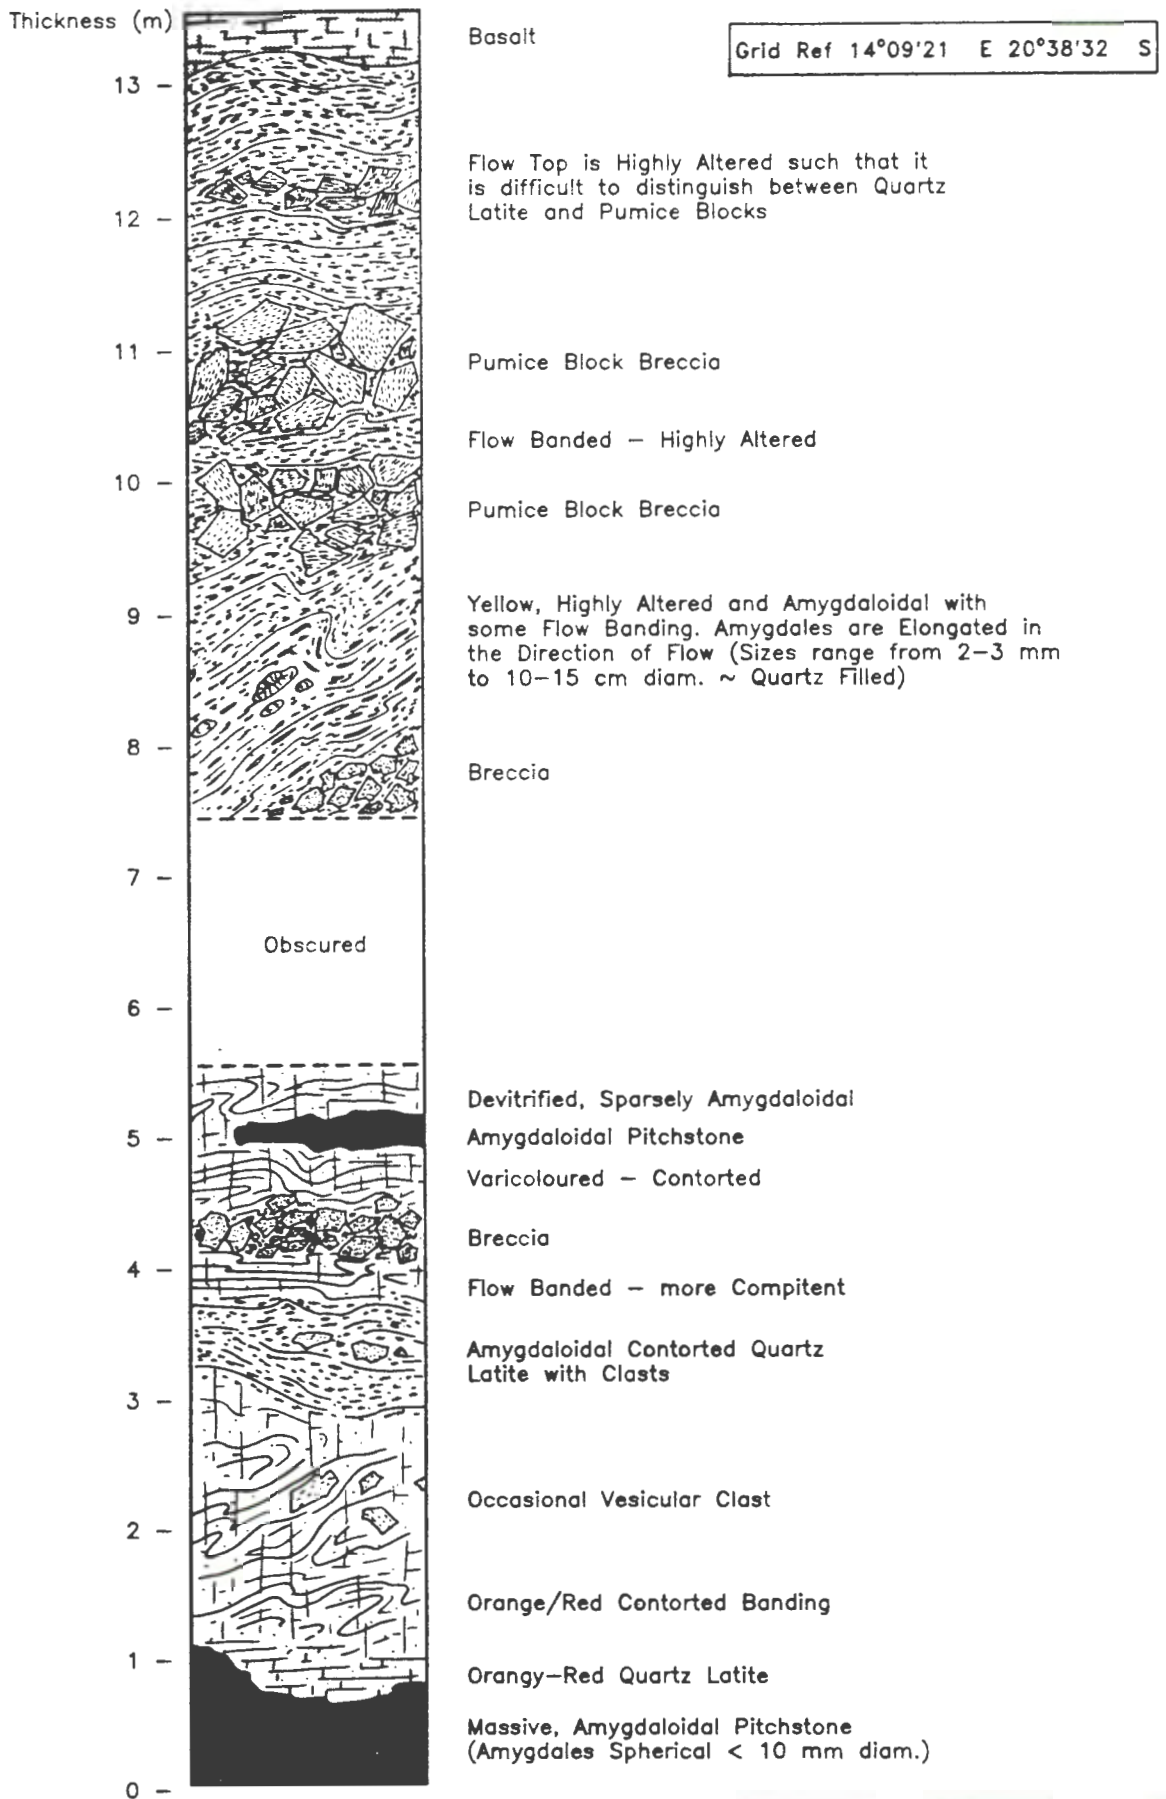 Thickness (m)
Basalt
Grid Ref 14°09'21 E 20°38'32 S
13 –
Flow Top is Highly Altered such that it
is difficult to distinguish between Quartz
Latite and Pumice Blocks
12 –
11 –
Pumice Block Breccia
Flow Banded – Highly Altered
10 –
Pumice Block Breccia
9 –
Yellow, Highly Altered and Amygdaloidal with
some Flow Banding. Amygdales are Elongated in
the Direction of Flow (Sizes range from 2–3 mm
to 10–15 cm diam. ~ Quartz Filled)
8 –
Breccia
7 –
Obscured
6 –
Devitrified, Sparsely Amygdaloidal
5 –
Amygdaloidal Pitchstone
Varicoloured – Contorted
Breccia
4 –
Flow Banded – more Compitent
Amygdaloidal Contorted Quartz
Latite with Clasts
3 –
Occasional Vesicular Clast
2 –
Orange/Red Contorted Banding
1 –
Orangy–Red Quartz Latite
Massive, Amygdaloidal Pitchstone
(Amygdales Spherical < 10 mm diam.)
0 –